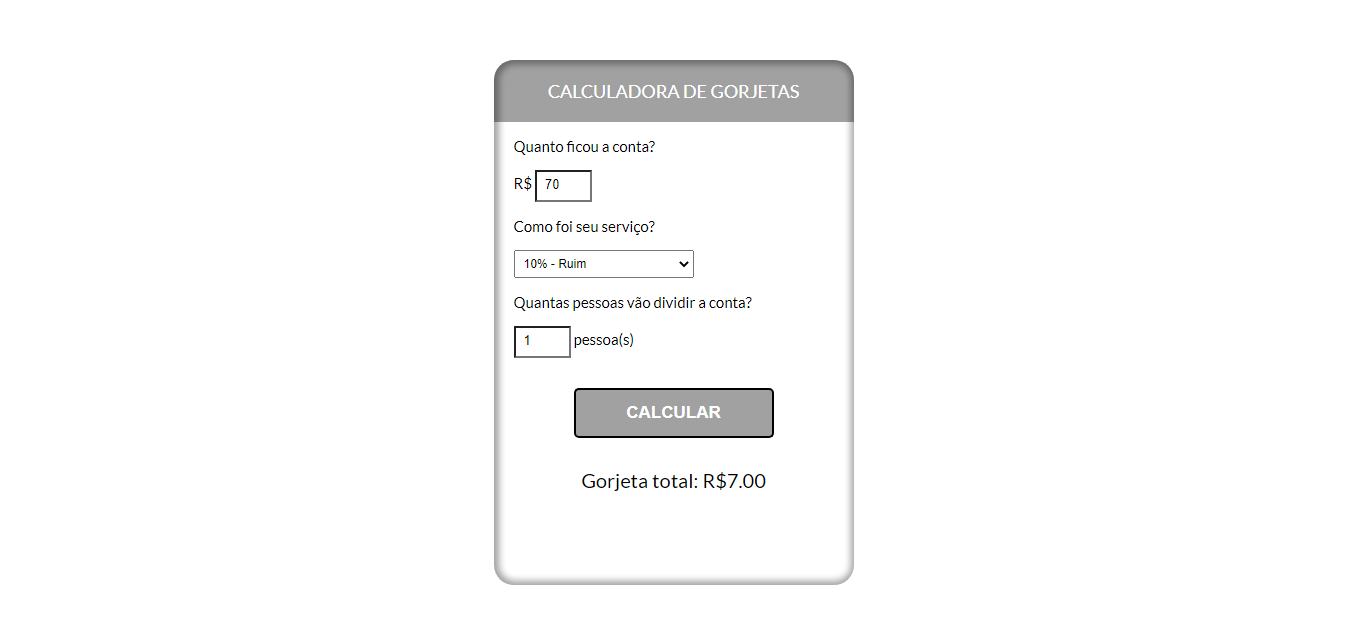 CALCULADORA DE GORJETAS
Quanto ficou a conta?
R$ 70
Como foi seu serviço?
10% - Ruim
Quantas pessoas vão dividir a conta?
1 pessoa(s)
CALCULAR
Gorjeta total: R$7.00